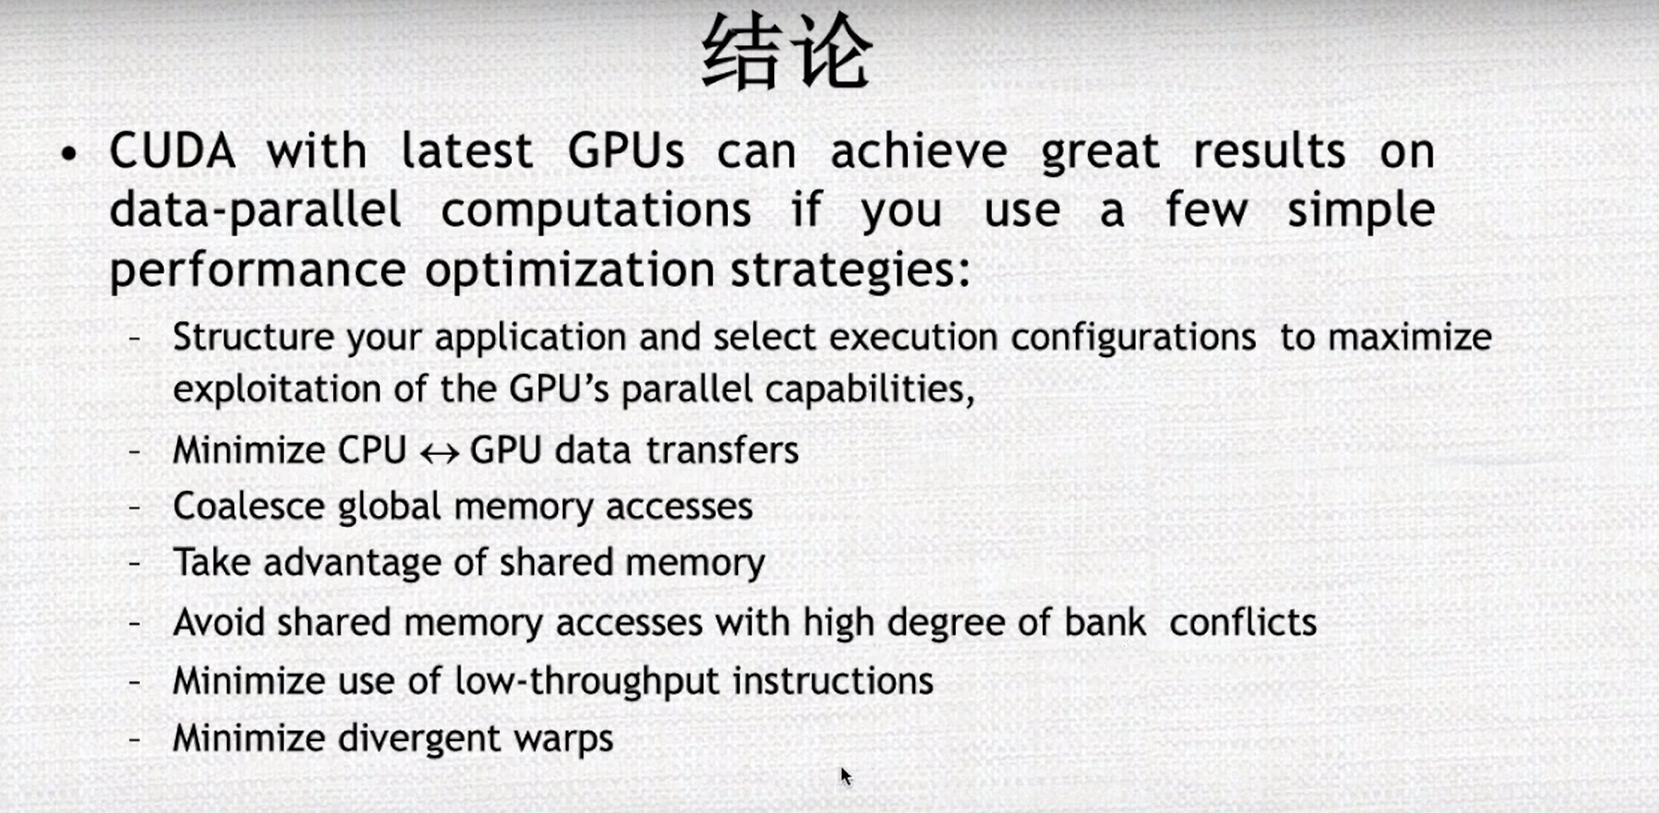 结论
• CUDA with latest GPUs can achieve great results on
data-parallel computations if you use a few simple
performance optimization strategies:
- Structure your application and select execution configurations to maximize
exploitation of the GPU’s parallel capabilities,
- Minimize CPU ↔ GPU data transfers
- Coalesce global memory accesses
- Take advantage of shared memory
- Avoid shared memory accesses with high degree of bank conflicts
- Minimize use of low-throughput instructions
- Minimize divergent warps